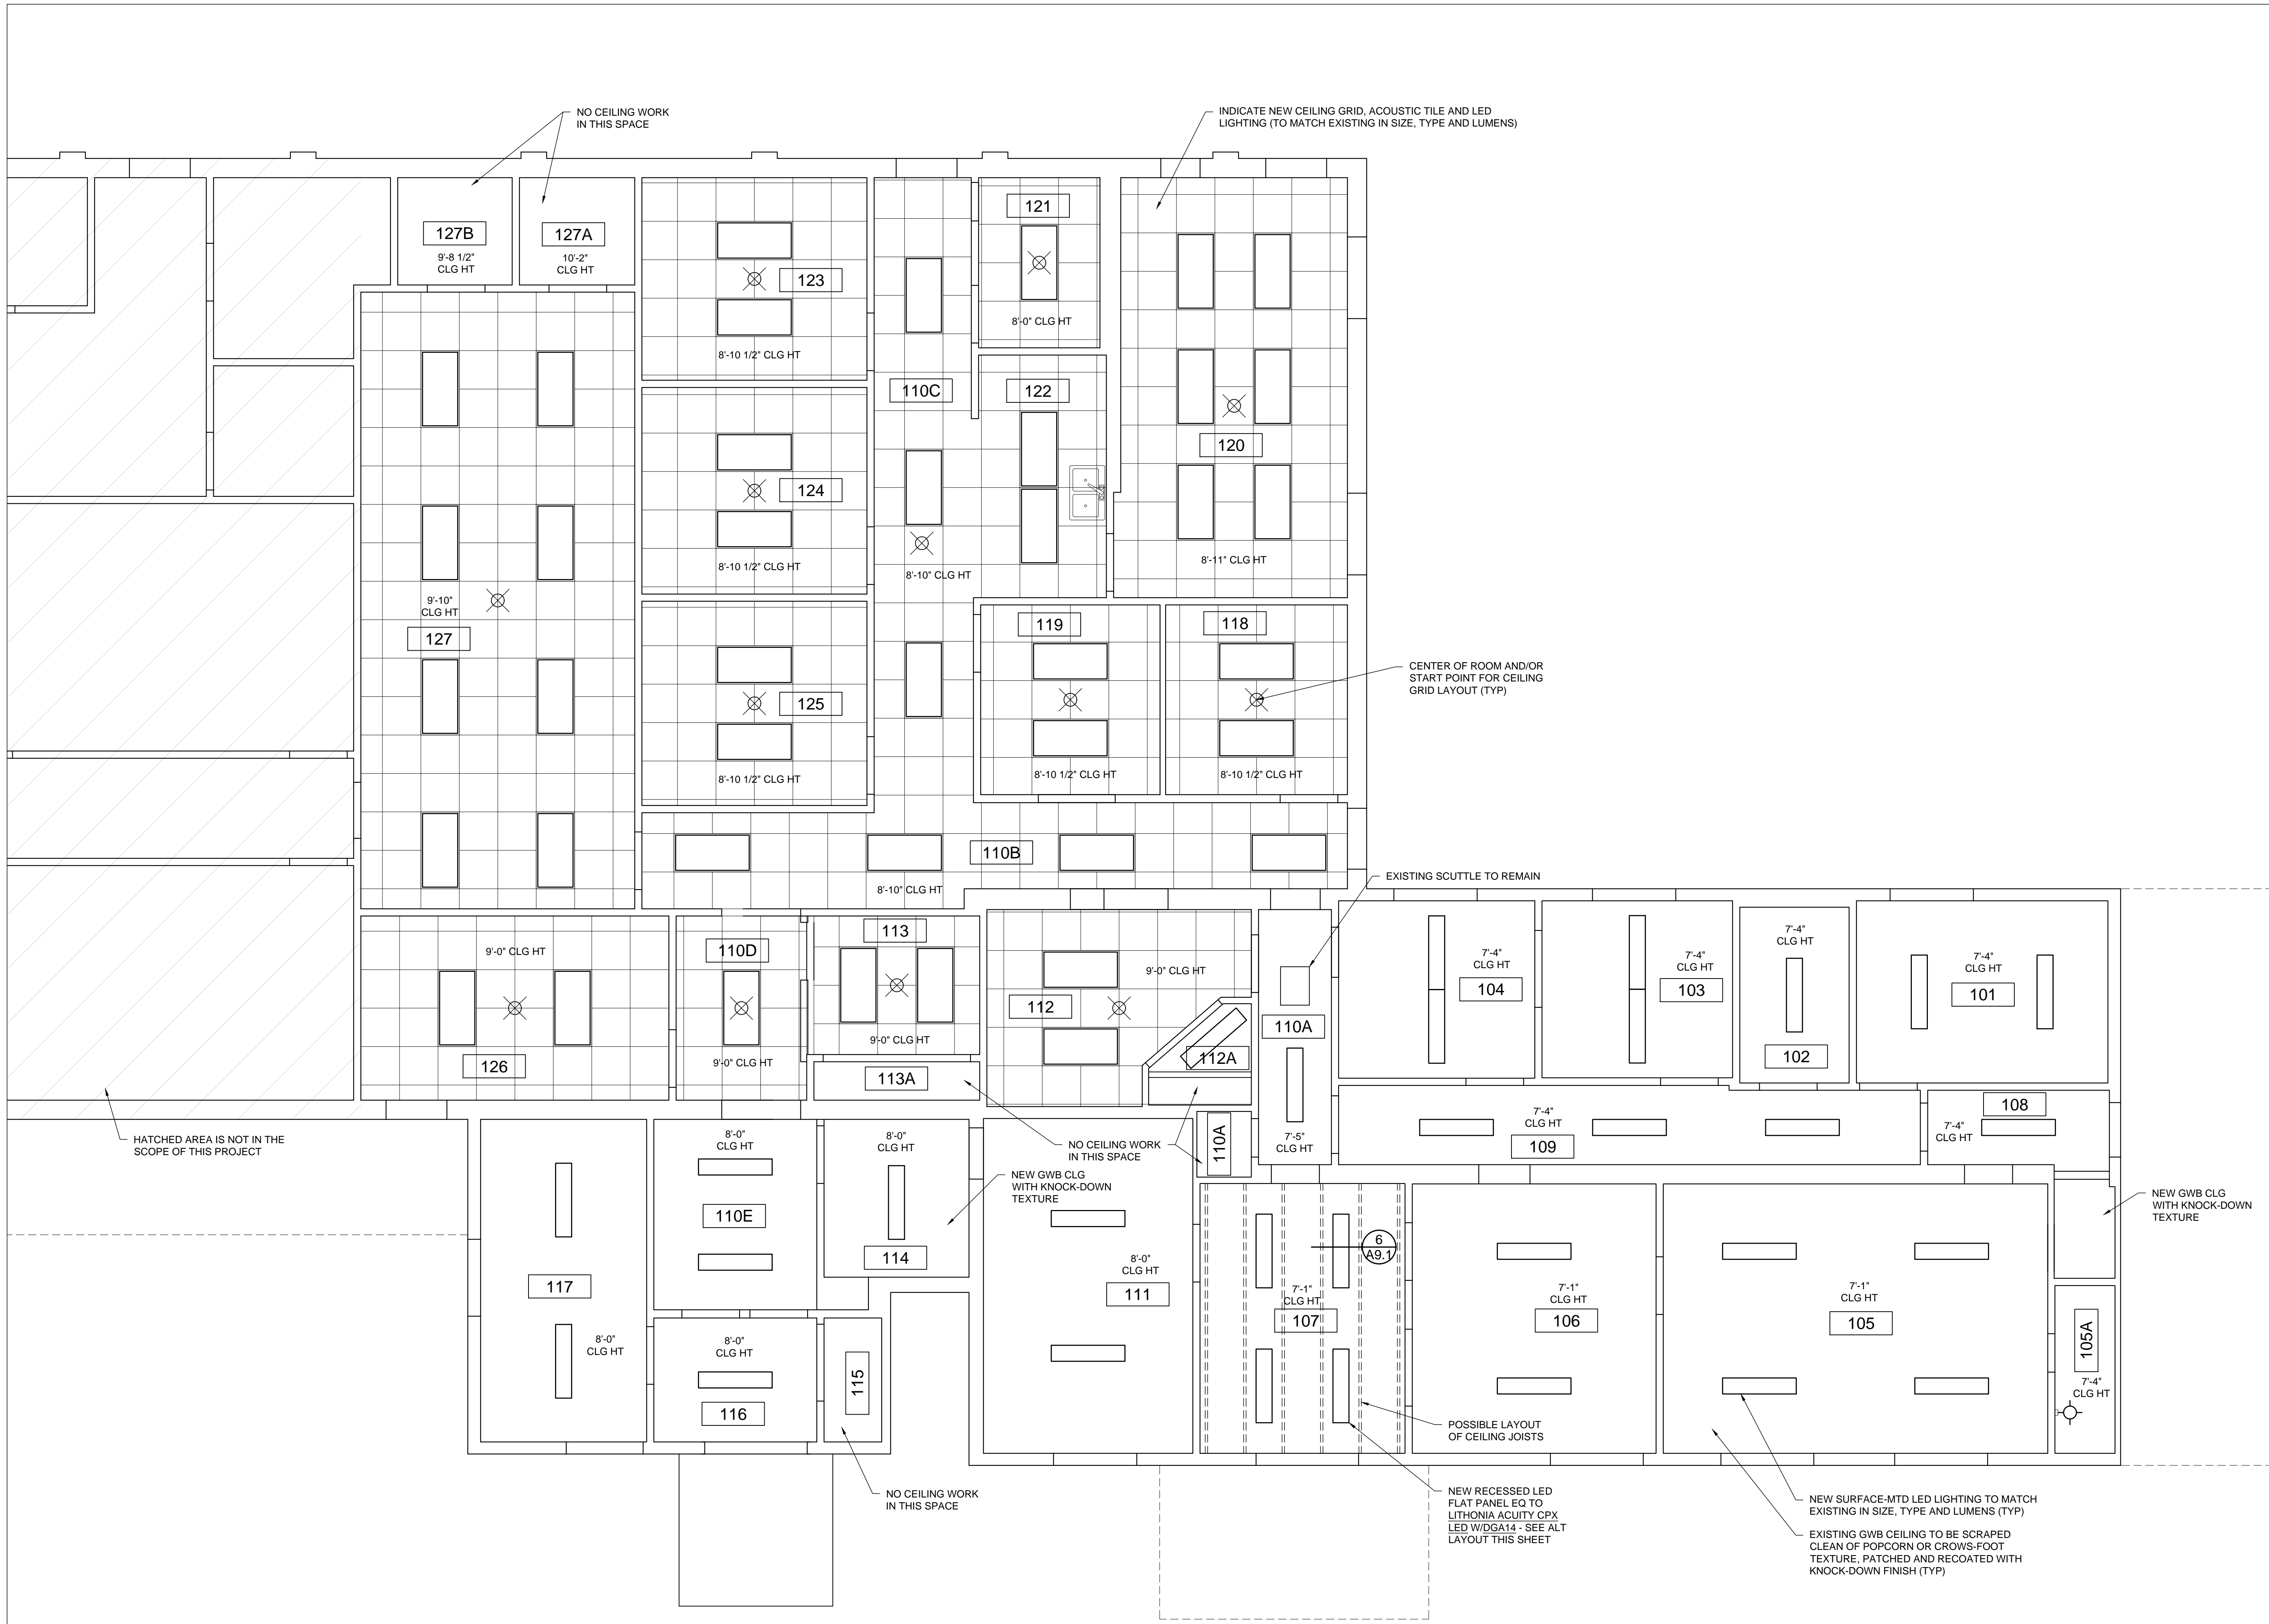 NO CEILING WORK
IN THIS SPACE
INDICATE NEW CEILING GRID, ACOUSTIC TILE AND LED
LIGHTING (TO MATCH EXISTING IN SIZE, TYPE AND LUMENS)
127B
9'-8 1/2"
CLG HT
127A
10'-2"
CLG HT
123
8'-10 1/2" CLG HT
110C
121
8'-0" CLG HT
122
120
8'-11" CLG HT
124
8'-10 1/2" CLG HT
8'-10" CLG HT
9'-10"
CLG HT
127
125
8'-10 1/2" CLG HT
119
8'-10 1/2" CLG HT
118
8'-10 1/2" CLG HT
CENTER OF ROOM AND/OR
START POINT FOR CEILING
GRID LAYOUT (TYP)
110B
8'-10" CLG HT
EXISTING SCUTTLE TO REMAIN
9'-0" CLG HT
126
110D
9'-0" CLG HT
113
9'-0" CLG HT
113A
112
9'-0" CLG HT
112A
110A
7'-5"
CLG HT
7'-4"
CLG HT
104
7'-4"
CLG HT
103
7'-4"
CLG HT
102
7'-4"
CLG HT
101
7'-4"
CLG HT
109
108
7'-4"
CLG HT
HATCHED AREA IS NOT IN THE
SCOPE OF THIS PROJECT
NO CEILING WORK
IN THIS SPACE
110A
NEW GWB CLG
WITH KNOCK-DOWN
TEXTURE
NEW GWB CLG
WITH KNOCK-DOWN
TEXTURE
117
8'-0"
CLG HT
8'-0"
CLG HT
110E
8'-0"
CLG HT
114
8'-0"
CLG HT
116
115
8'-0"
CLG HT
111
6
A9.1
7'-1"
CLG HT
107
7'-1"
CLG HT
106
7'-1"
CLG HT
105
105A
7'-4"
CLG HT
POSSIBLE LAYOUT
OF CEILING JOISTS
NO CEILING WORK
IN THIS SPACE
NEW RECESSED LED
FLAT PANEL EQ TO
LITHONIA ACUITY CPX
LED W/DGA14 - SEE ALT
LAYOUT THIS SHEET
NEW SURFACE-MTD LED LIGHTING TO MATCH
EXISTING IN SIZE, TYPE AND LUMENS (TYP)
EXISTING GWB CEILING TO BE SCRAPED
CLEAN OF POPCORN OR CROWS-FOOT
TEXTURE, PATCHED AND RECOATED WITH
KNOCK-DOWN FINISH (TYP)